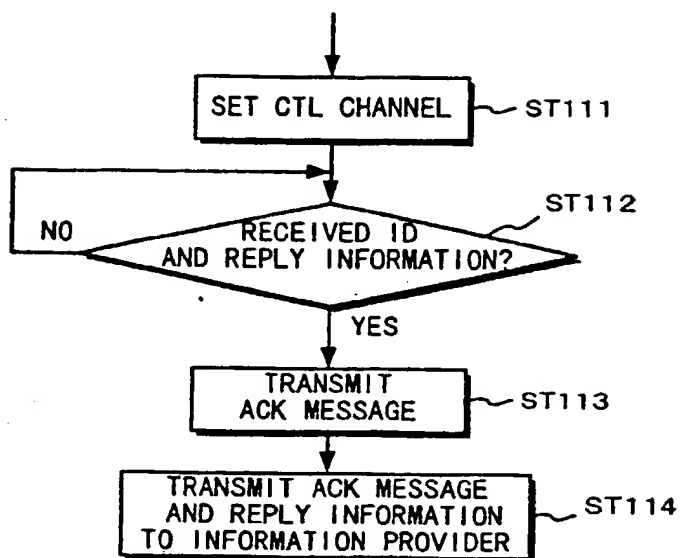 SET CTL CHANNEL
ST111
ST112
NO
RECEIVED ID
AND REPLY INFORMATION?
YES
TRANSMIT
ACK MESSAGE
ST113
TRANSMIT ACK MESSAGE
AND REPLY INFORMATION
TO INFORMATION PROVIDER
ST114